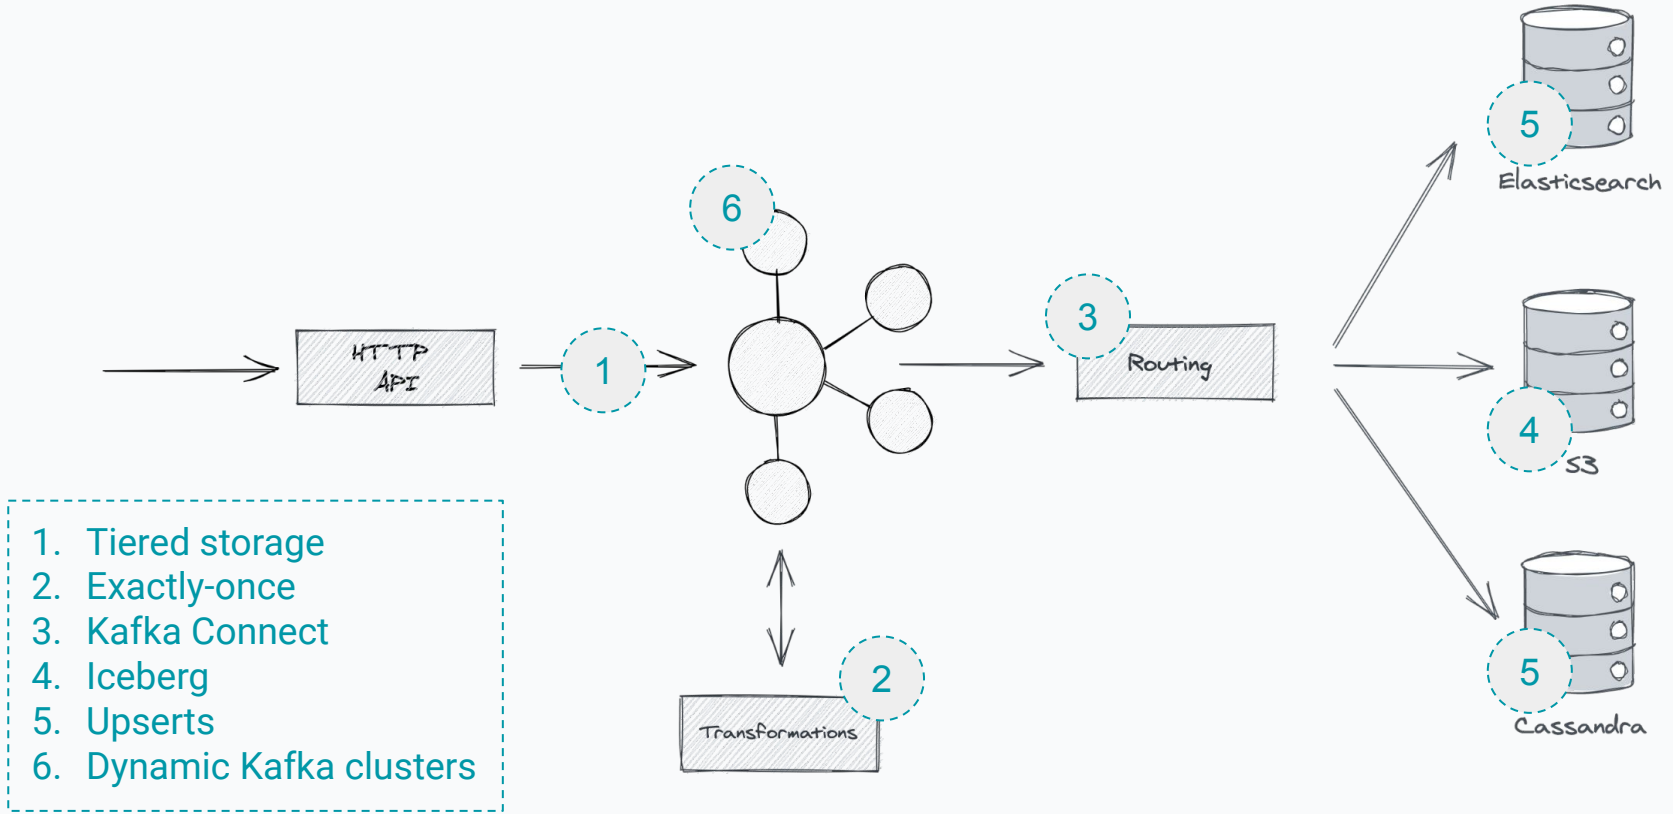 5
Elasticsearch
6
3
HTTP
API
1
Routing
4
S3
1. Tiered storage
2. Exactly-once
3. Kafka Connect
4. Iceberg
5. Upserts
6. Dynamic Kafka clusters
2
Transformations
5
Cassandra